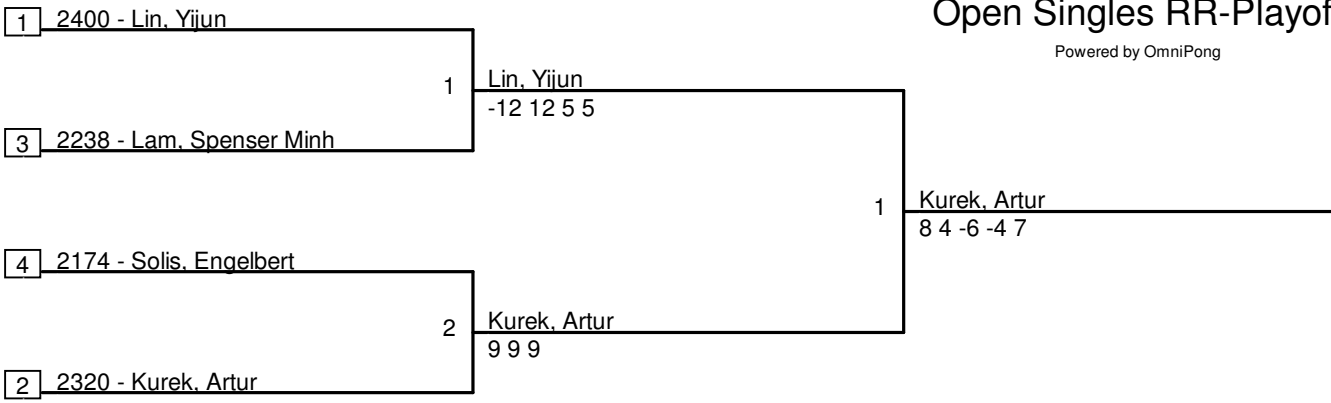 Open Singles RR-Playof
Powered by OmniPong
1 2400 - Lin, Yijun
1 Lin, Yijun
-12 12 5 5
3 2238 - Lam, Spenser Minh
1 Kurek, Artur
8 4 -6 -4 7
4 2174 - Solis, Engelbert
2 Kurek, Artur
9 9 9
2 2320 - Kurek, Artur